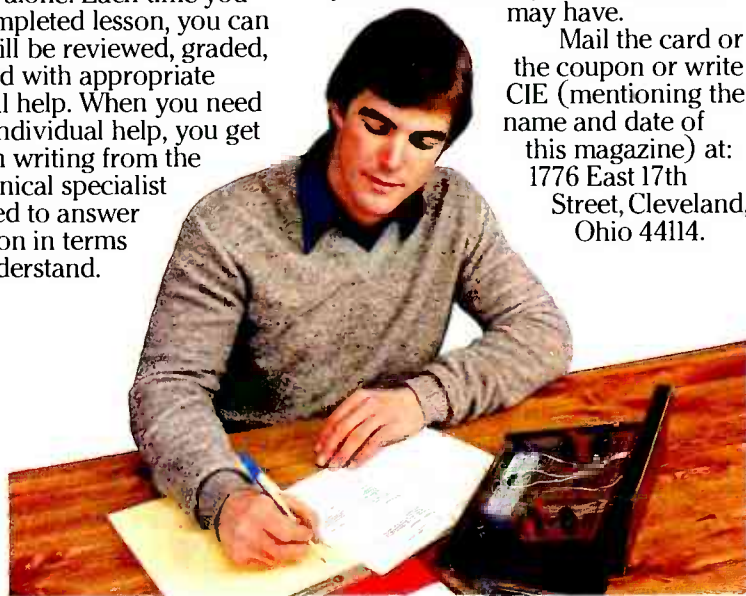 alone. Each time you
mpleted lesson, you can
ill be reviewed, graded,
d with appropriate
l help. When you need
ndividual help, you get
n writing from the
nical specialist
ed to answer
on in terms
derstand.
may have.
Mail the card or
the coupon or write
CIE (mentioning the
name and date of
this magazine) at:
1776 East 17th
Street, Cleveland,
Ohio 44114.